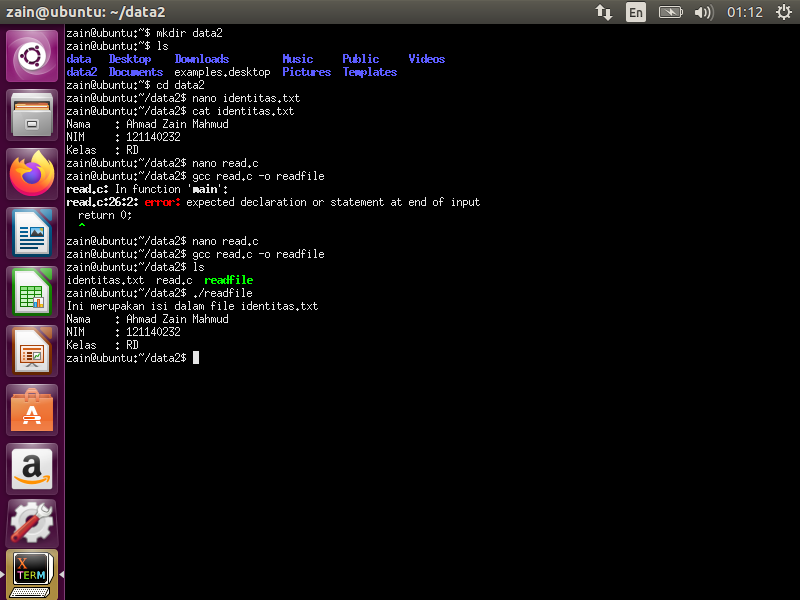 zain@ubuntu: ~/data2
En
01:12
zain@ubuntu:~$ mkdir data2
zain@ubuntu:~$ ls
data   Desktop    Downloads         Music     Public     Videos
data2  Documents  examples.desktop  Pictures  Templates
zain@ubuntu:~$ cd data2
zain@ubuntu:~/data2$ nano identitas.txt
zain@ubuntu:~/data2$ cat identitas.txt
Nama    : Ahmad Zain Mahmud
NIM     : 121140232
Kelas   : RD
zain@ubuntu:~/data2$ nano read.c
zain@ubuntu:~/data2$ gcc read.c -o readfile
read.c: In function 'main':
read.c:26:2: error: expected declaration or statement at end of input
  return 0;
  ^
zain@ubuntu:~/data2$ nano read.c
zain@ubuntu:~/data2$ gcc read.c -o readfile
zain@ubuntu:~/data2$ ls
identitas.txt  read.c  readfile
zain@ubuntu:~/data2$ ./readfile
Ini merupakan isi dalam file identitas.txt
Nama    : Ahmad Zain Mahmud
NIM     : 121140232
Kelas   : RD
zain@ubuntu:~/data2$
A
a
X
TERM